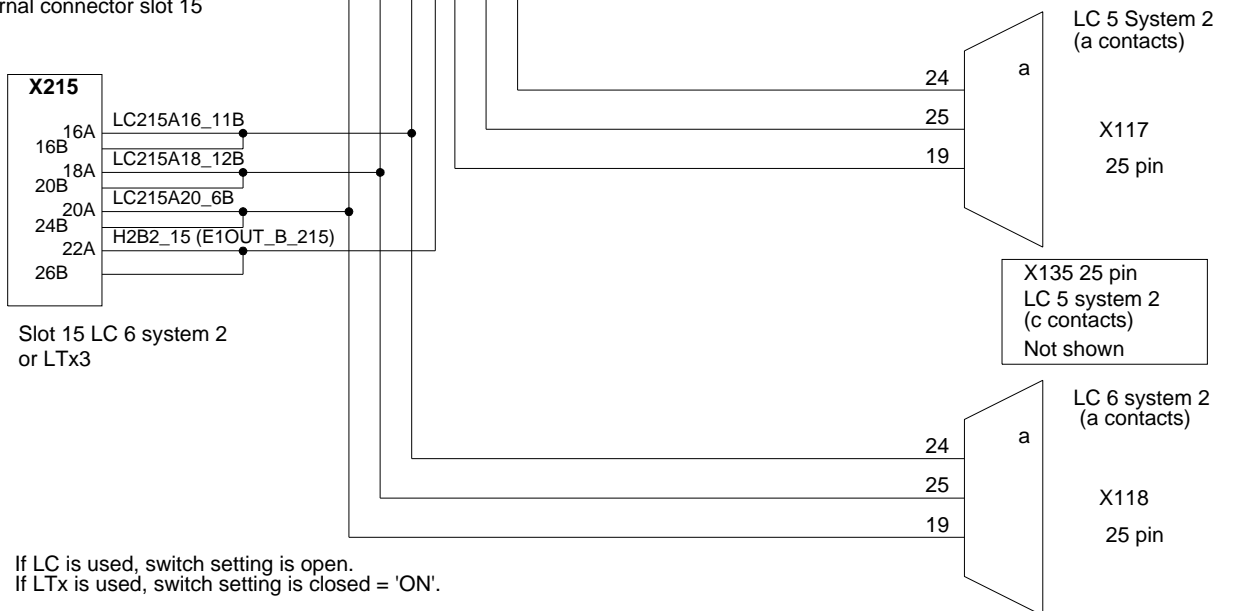 rnal connector slot 15
X215
16A LC215A16_11B
16B
18A LC215A18_12B
20B
20A LC215A20_6B
24B
22A H2B2_15 (E1OUT_B_215)
26B
Slot 15 LC 6 system 2
or LTx3
LC 5 System 2
(a contacts)
a
24
25
19
X117
25 pin
X135 25 pin
LC 5 system 2
(c contacts)
Not shown
LC 6 system 2
(a contacts)
a
24
25
19
X118
25 pin
If LC is used, switch setting is open.
If LTx is used, switch setting is closed = 'ON'.